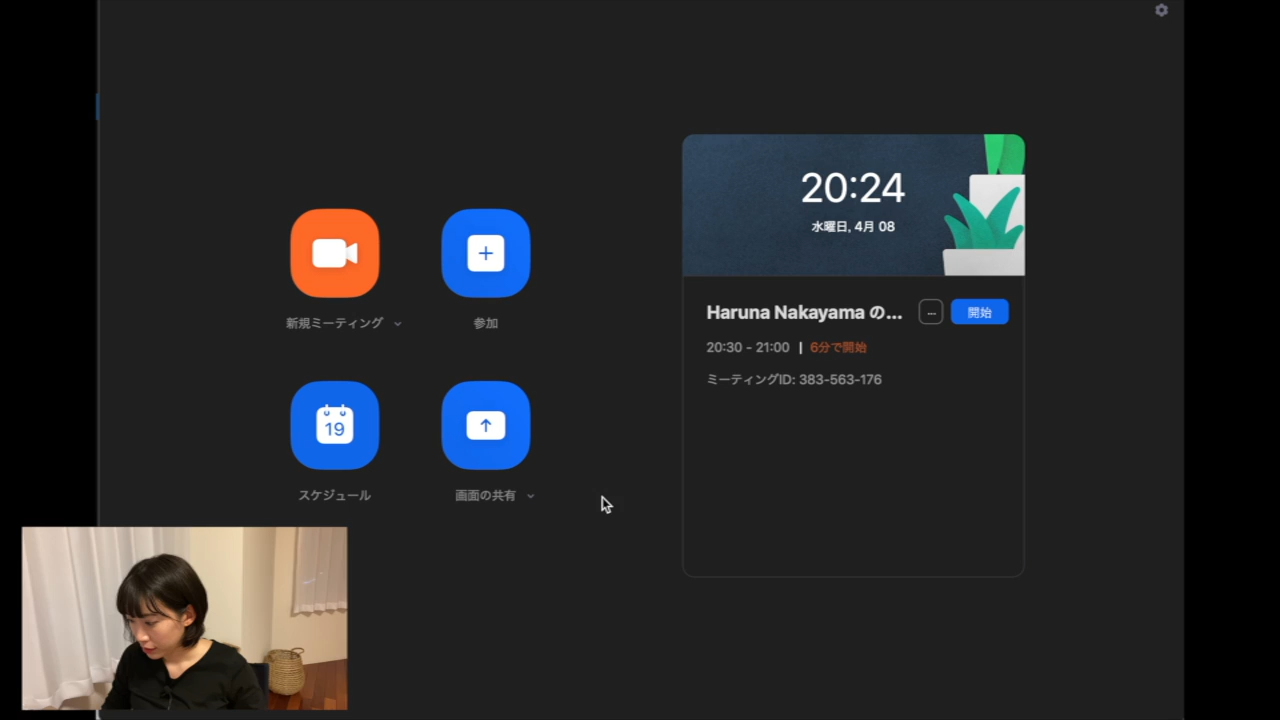 新規ミーティング
参加
19
スケジュール
画面の共有
20:24
水曜日, 4月 08
Haruna Nakayama の...
...
開始
20:30 - 21:00 | 6分で開始
ミーティングID: 383-563-176